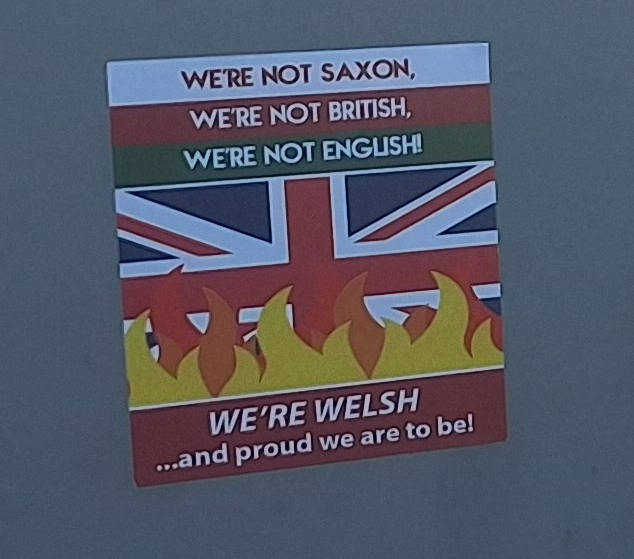 WE'RE NOT SAXON,
WE'RE NOT BRITISH,
WE'RE NOT ENGLISH!
WE'RE WELSH
...and proud we are to be!